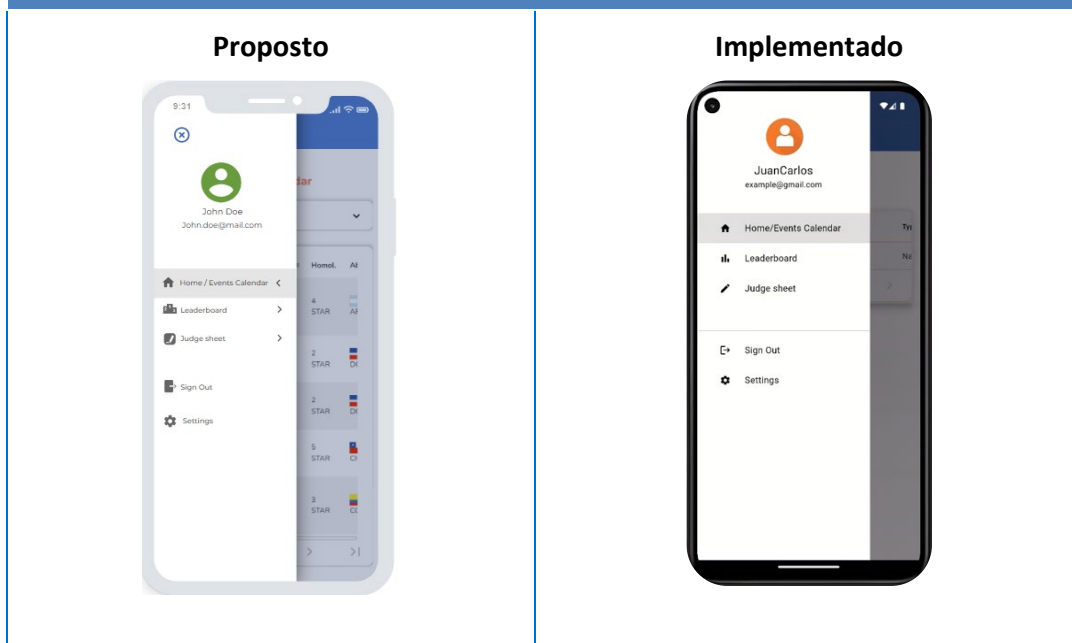 Proposto
9:31
John Doe
John.doe@mail.com
Home / Events Calendar
Leaderboard
Judge sheet
Sign Out
Settings
dar
Homol.
4
STAR
2
STAR
2
STAR
5
STAR
3
STAR
Implementado
JuanCarlos
example@gmail.com
Home/Events Calendar
Leaderboard
Judge sheet
Sign Out
Settings